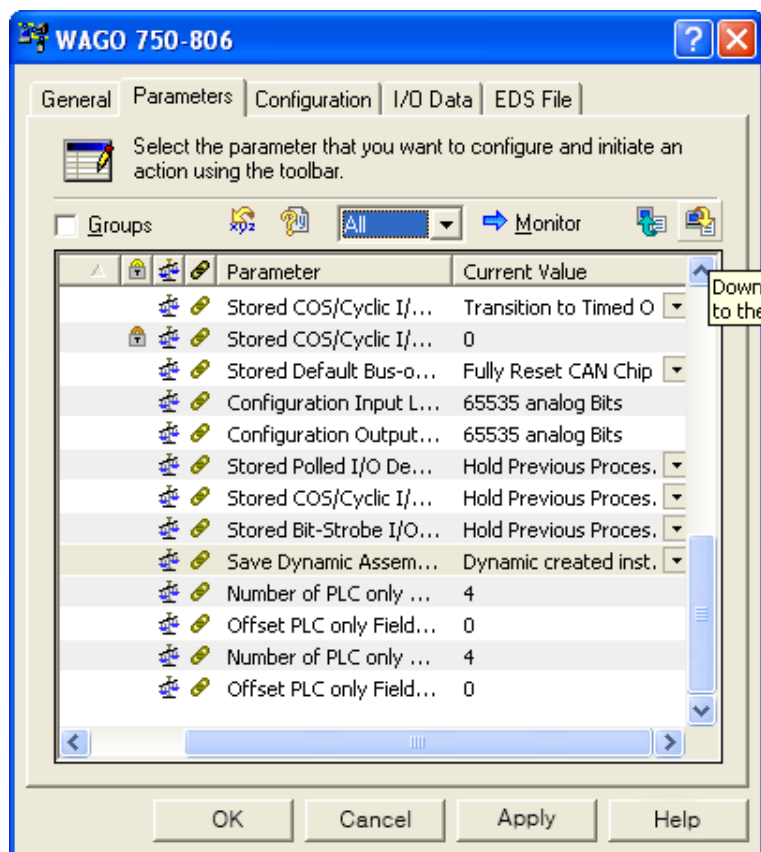 WAGO 750-806
General Parameters Configuration I/O Data EDS File
Select the parameter that you want to configure and initiate an
action using the toolbar.
Groups xyz All Monitor
Parameter Current Value
Down
to the
Stored COS/Cyclic I/... Transition to Timed O
Stored COS/Cyclic I/... 0
Stored Default Bus-o... Fully Reset CAN Chip
Configuration Input L... 65535 analog Bits
Configuration Output... 65535 analog Bits
Stored Polled I/O De... Hold Previous Proces.
Stored COS/Cyclic I/... Hold Previous Proces.
Stored Bit-Strobe I/O... Hold Previous Proces.
Save Dynamic Assem... Dynamic created inst.
Number of PLC only ... 4
Offset PLC only Field... 0
Number of PLC only ... 4
Offset PLC only Field... 0
OK Cancel Apply Help